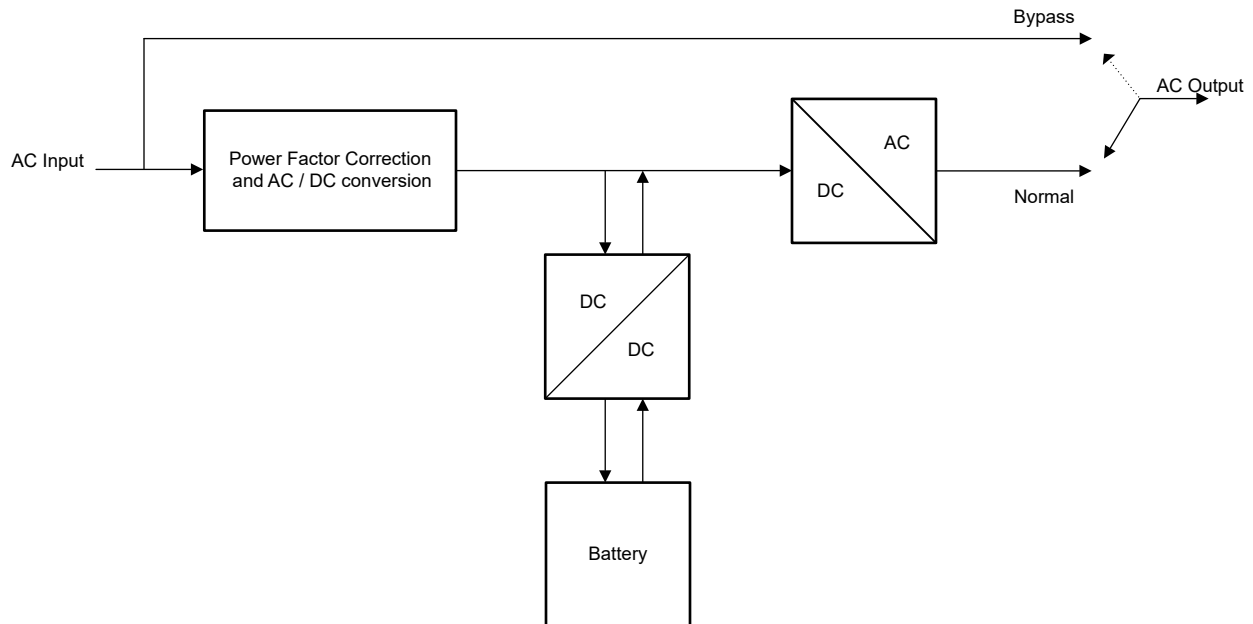 Bypass
AC Output
AC Input
Power Factor Correction
and AC / DC conversion
AC
DC
Normal
DC
DC
Battery